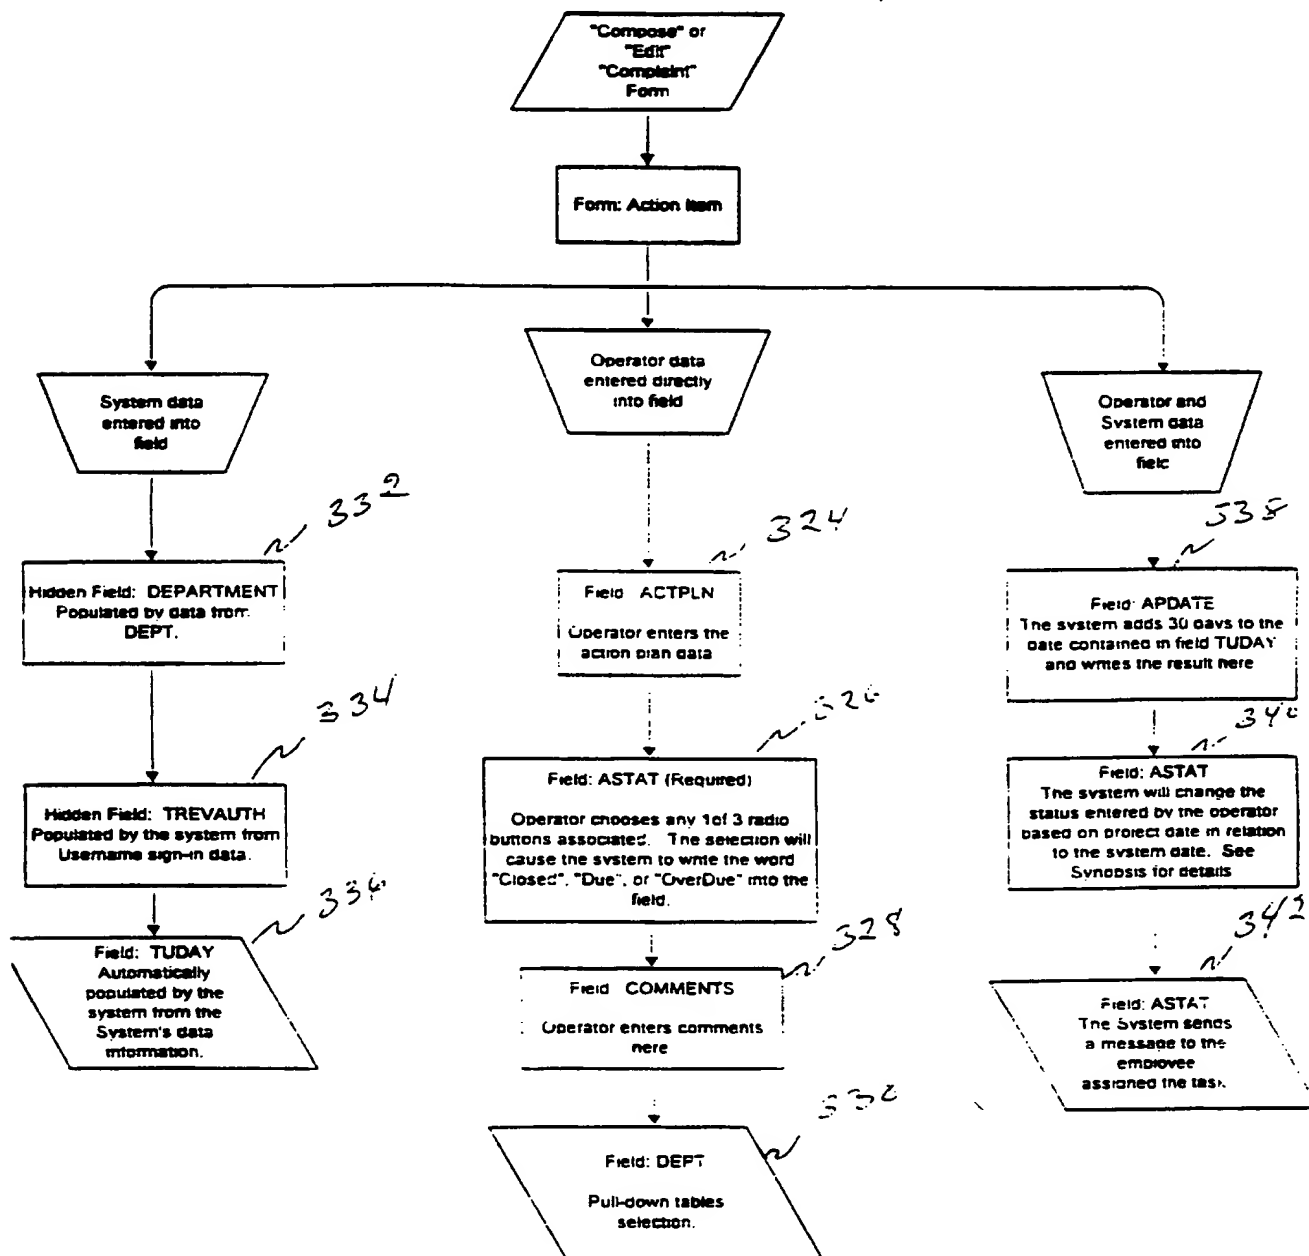 "Compose" or
"Edit"
"Complaint"
Form
Form: Action Item
System data
entered into
field
332
Hidden Field: DEPARTMENT
Populated by data from
DEPT.
334
Hidden Field: TREVAUTH
Populated by the system from
Username sign-in data.
336
Field: TUDAY
Automatically
populated by the
system from the
System's data
information.
Operator data
entered directly
into field
324
Field ACTPLN
Operator enters the
action plan data
326
Field: ASTAT (Required)
Operator chooses any 1of 3 radio
buttons associated. The selection will
cause the system to write the word
"Closed", "Due", or "OverDue" into the
field.
328
Field COMMENTS
Operator enters comments
here
330
Field: DEPT
Pull-down tables
selection.
Operator and
System data
entered into
field
338
Field: APDATE
The system adds 30 days to the
date contained in field TUDAY
and writes the result here
340
Field: ASTAT
The system will change the
status entered by the operator
based on project date in relation
to the system date. See
Synopsis for details
342
Field: ASTAT
The System sends
a message to the
employee
assigned the task.